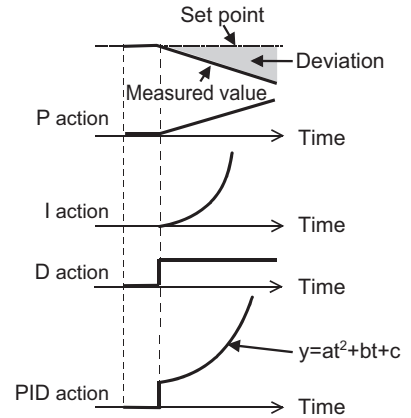 Set point
Deviation
Measured value
P action
Time
I action
Time
D action
Time
y=at²+bt+c
PID action
Time